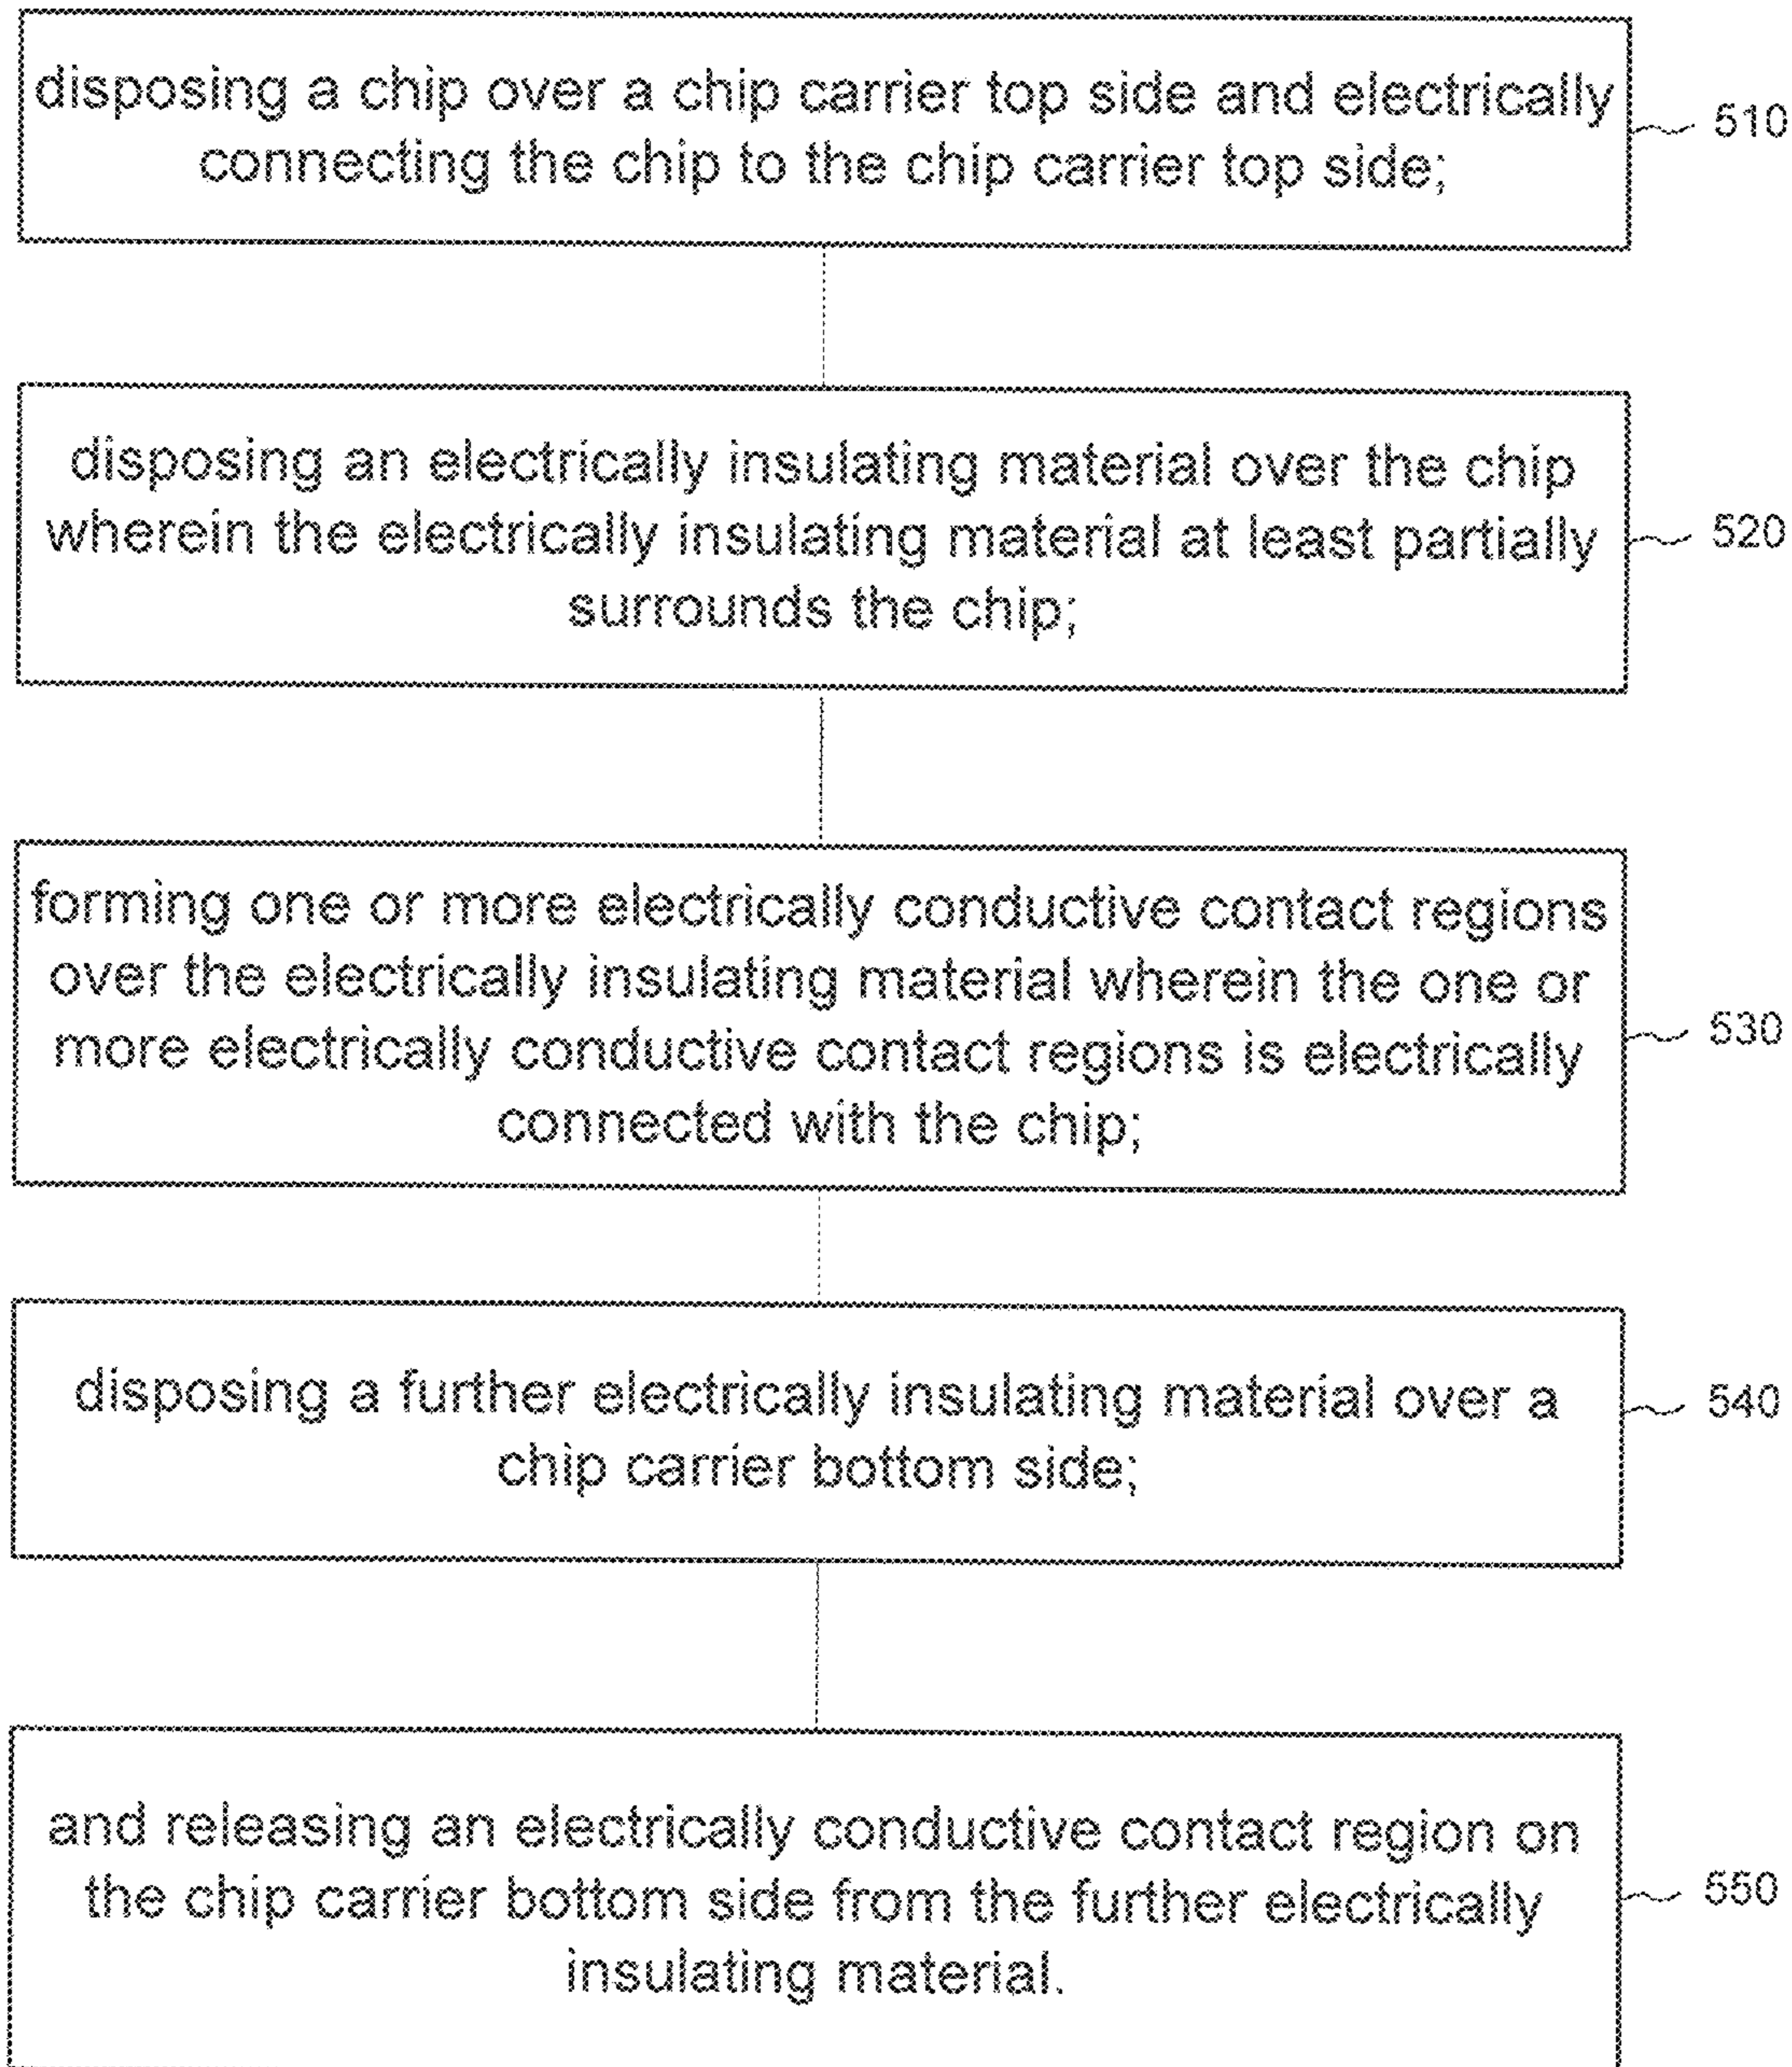 disposing a chip over a chip carrier top side and electrically
connecting the chip to the chip carrier top side;
510
disposing an electrically insulating material over the chip
wherein the electrically insulating material at least partially
surrounds the chip;
520
forming one or more electrically conductive contact regions
over the electrically insulating material wherein the one or
more electrically conductive contact regions is electrically
connected with the chip;
530
disposing a further electrically insulating material over a
chip carrier bottom side;
540
and releasing an electrically conductive contact region on
the chip carrier bottom side from the further electrically
insulating material.
550